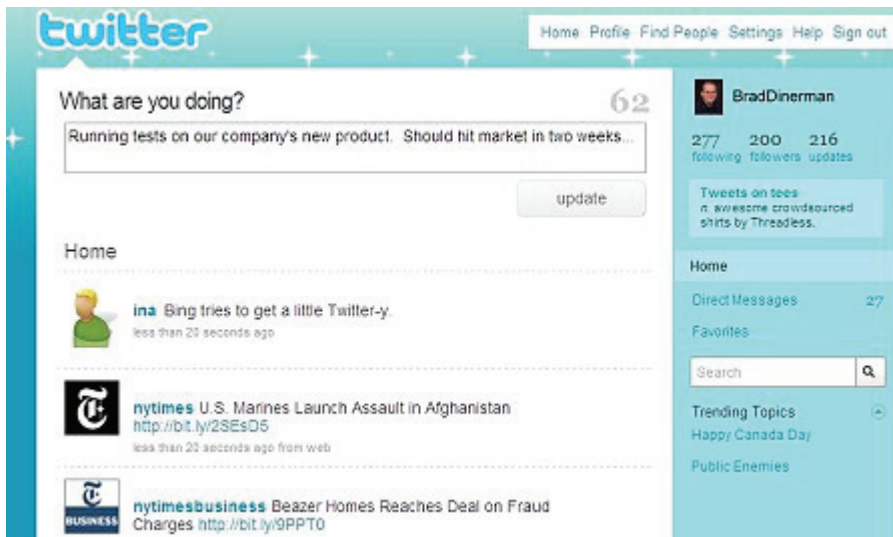 twitter
Home Profile Find People Settings Help Sign out
What are you doing?
62
Running tests on our company's new product. Should hit market in two weeks...
update
Home
ina Bing tries to get a little Twitter-y.
less than 20 seconds ago
nytimes U.S. Marines Launch Assault in Afghanistan
http://bit.ly/2SEsD5
less than 20 seconds ago from web
BUSINESS
nytimesbusiness Beazer Homes Reaches Deal on Fraud
Charges http://bit.ly/9PPT0
BradDinerman
277 200 216
following followers updates
Tweets on tees
awesome crowdsourced
shirts by Threadless.
Home
Direct Messages 27
Favorites
Search
Trending Topics
Happy Canada Day
Public Enemies